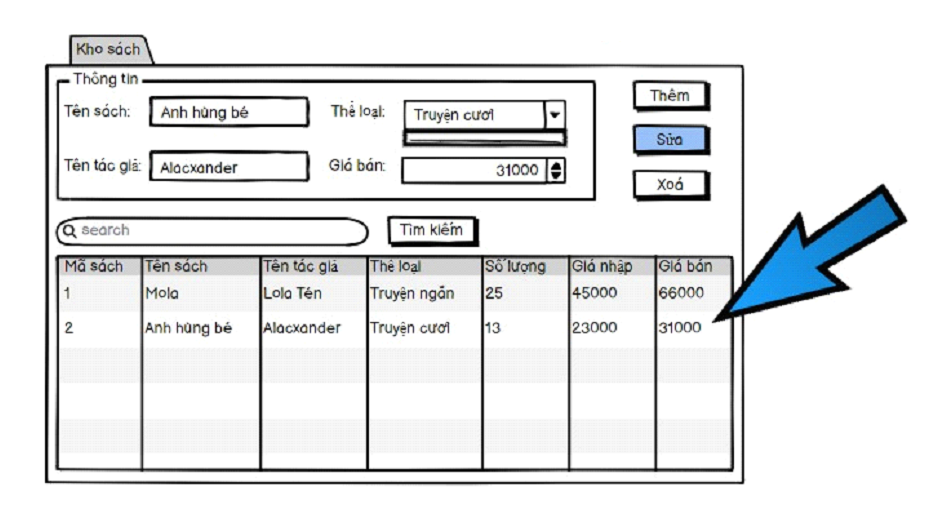 Kho sách
Thông tin
Tên sách: Anh hùng bé Thể loại: Truyện cười Thêm
Sửa
Tên tác giả: Alacxander Giá bán: 31000 Xoá
search Tìm kiếm
Mã sách Tên sách Tên tác giả Thể loại Số lượng Giá nhập Giá bán
1 Mola Lola Tén Truyện ngắn 25 45000 66000
2 Anh hùng bé Alacxander Truyện cười 13 23000 31000